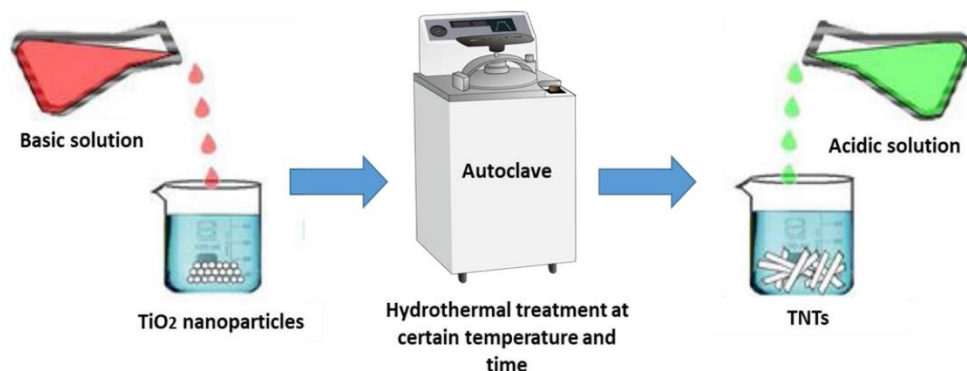 Basic solution
Autoclave
Acidic solution
TiO2 nanoparticles
Hydrothermal treatment at
certain temperature and
time
TNTs